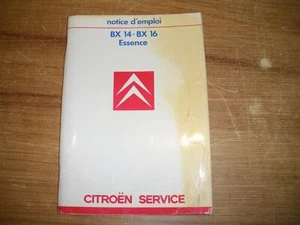 notice d'emploi
BX 14 - BX 16
Essence
CITROËN SERVICE